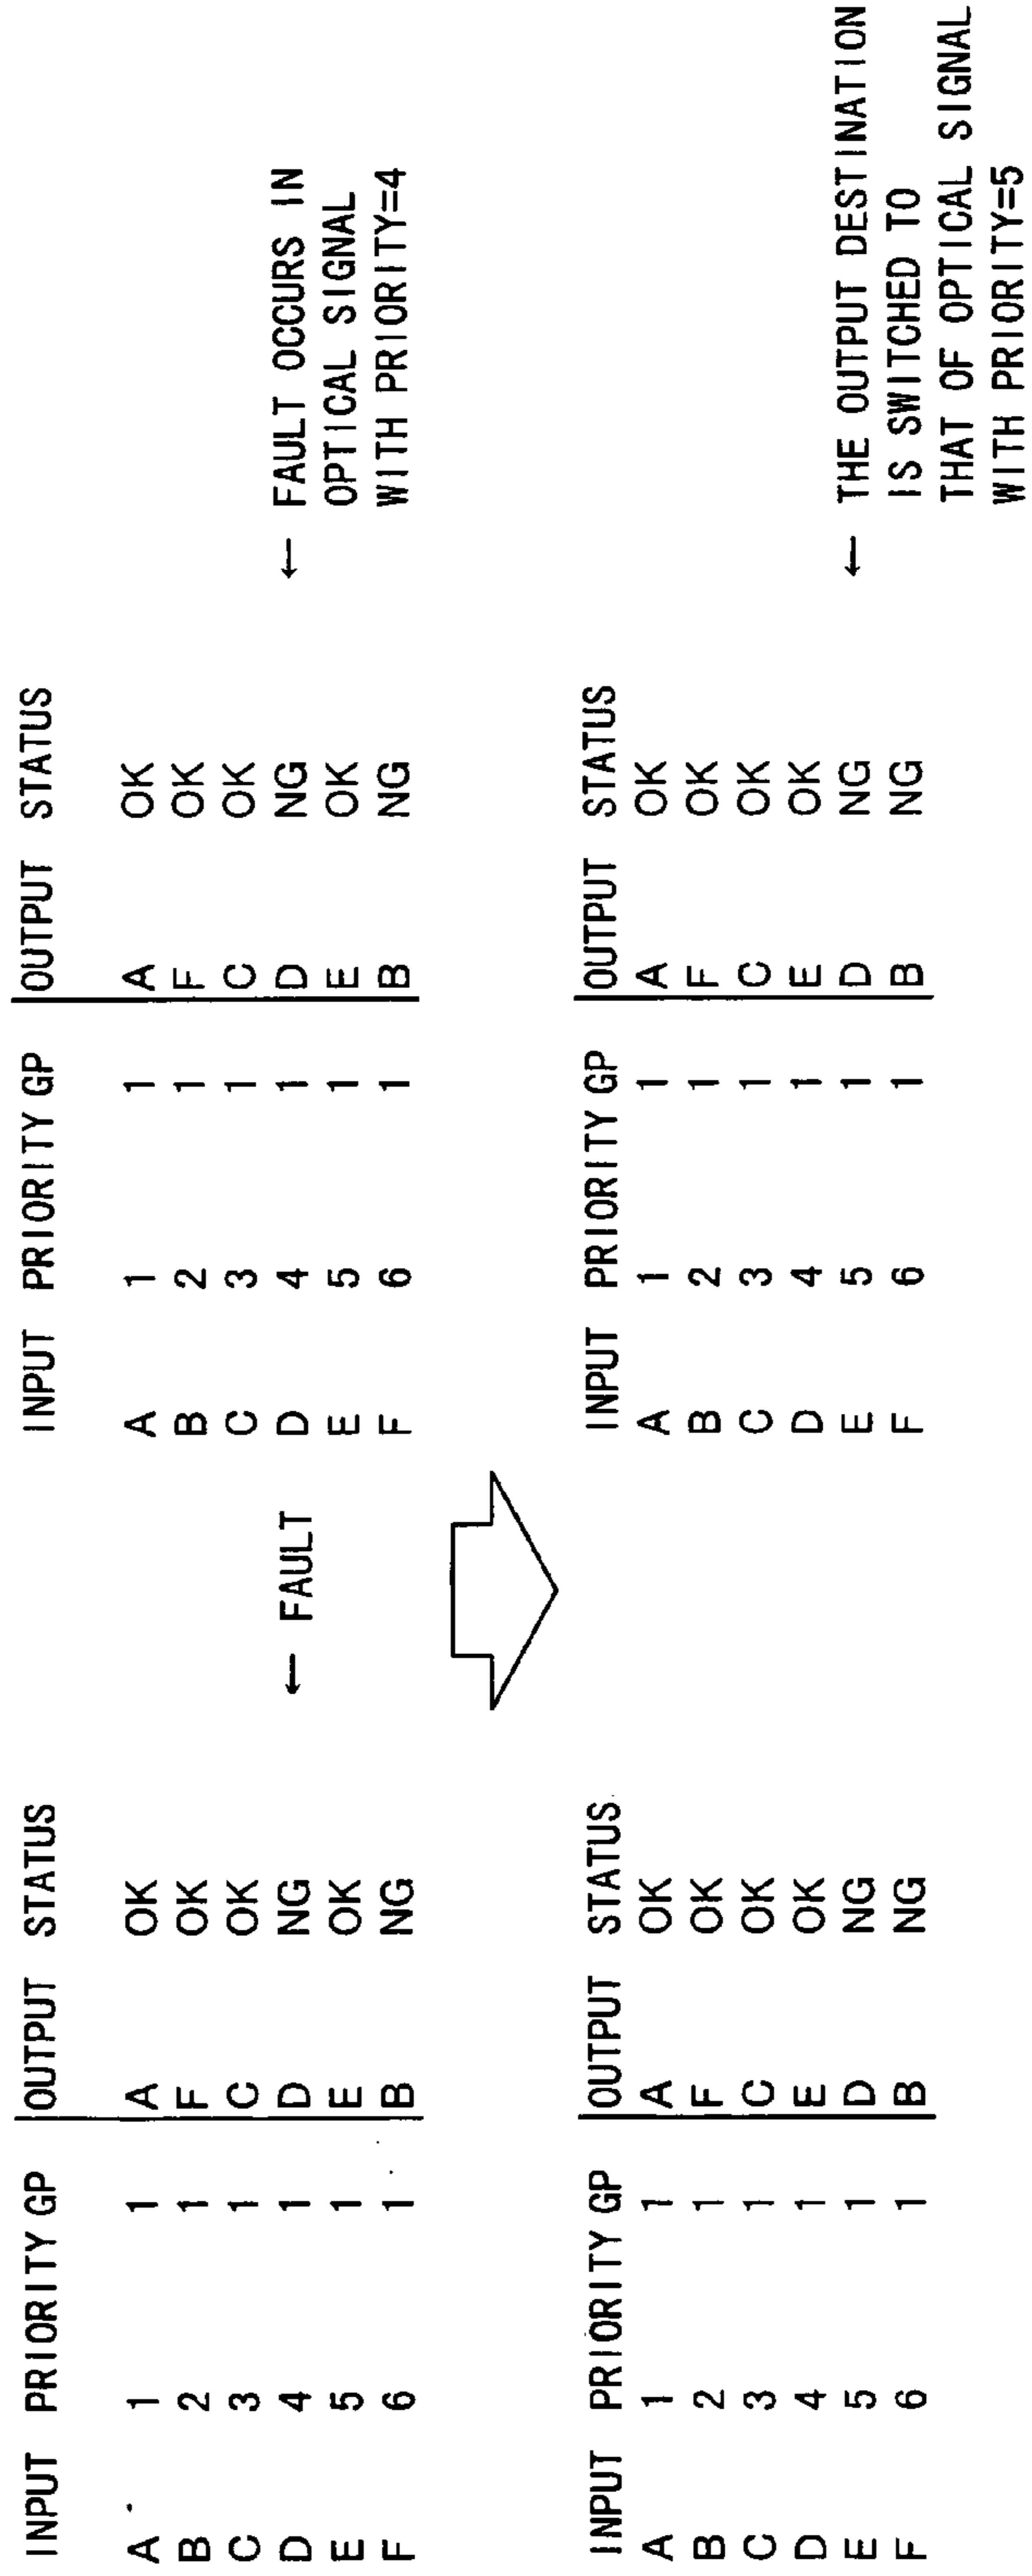 INPUT PRIORITY GP OUTPUT STATUS
A 1 1 A OK
B 2 1 F OK
C 3 1 C OK
D 4 1 D NG
E 5 1 E OK
F 6 1 B NG
← FAULT
INPUT PRIORITY GP OUTPUT STATUS
A 1 1 A OK
B 2 1 F OK
C 3 1 C OK
D 4 1 D NG
E 5 1 E OK
F 6 1 B NG
← FAULT OCCURS IN
OPTICAL SIGNAL
WITH PRIORITY=4
INPUT PRIORITY GP OUTPUT STATUS
A 1 1 A OK
B 2 1 F OK
C 3 1 C OK
D 4 1 E OK
E 5 1 D NG
F 6 1 B NG
INPUT PRIORITY GP OUTPUT STATUS
A 1 1 A OK
B 2 1 F OK
C 3 1 C OK
D 4 1 E OK
E 5 1 D NG
F 6 1 B NG
← THE OUTPUT DESTINATION
IS SWITCHED TO
THAT OF OPTICAL SIGNAL
WITH PRIORITY=5